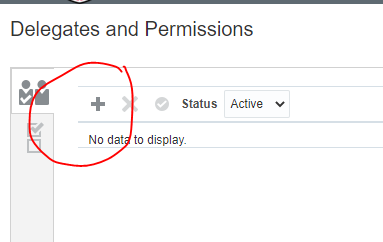 Delegates and Permissions
Status Active
No data to display.